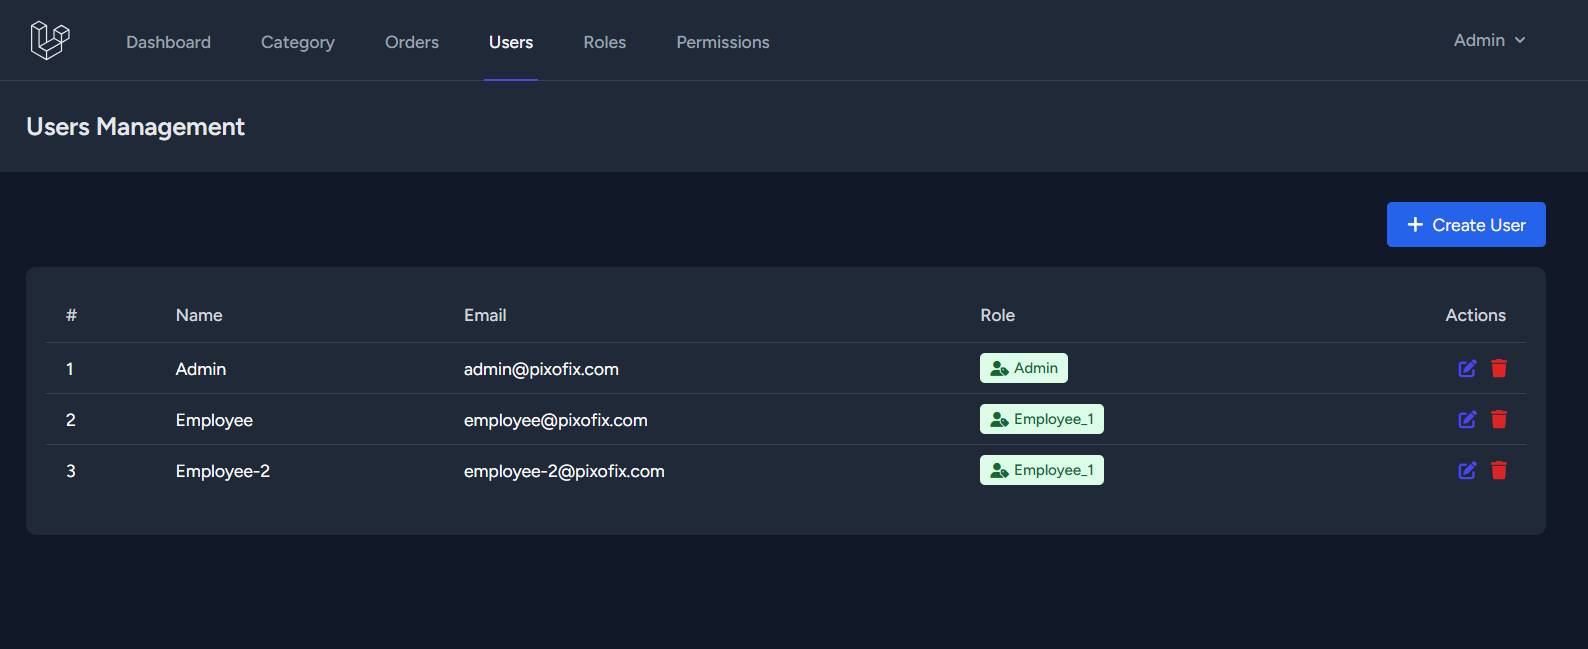 Dashboard Category Orders Users Roles Permissions Admin
Users Management
Create User
# Name Email Role Actions
1 Admin admin@pixofix.com Admin
2 Employee employee@pixofix.com Employee_1
3 Employee-2 employee-2@pixofix.com Employee_1